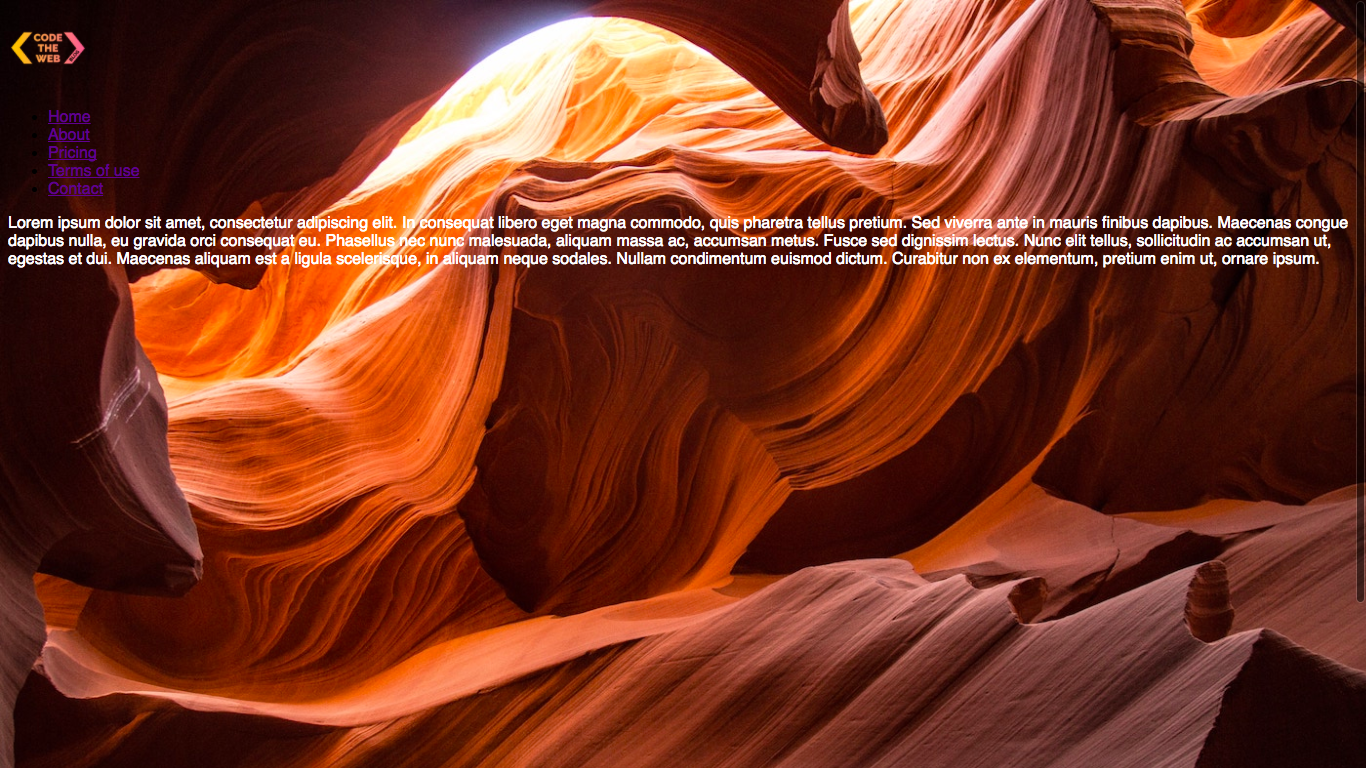 CODE
THE
WEB
Home
About
Pricing
Terms of use
Contact
Lorem ipsum dolor sit amet, consectetur adipiscing elit. In consequat libero eget magna commodo, quis pharetra tellus pretium. Sed viverra ante in mauris finibus dapibus. Maecenas congue
dapibus nulla, eu gravida orci consequat eu. Phasellus nec nunc malesuada, aliquam massa ac, accumsan metus. Fusce sed dignissim lectus. Nunc elit tellus, sollicitudin ac accumsan ut,
egestas et dui. Maecenas aliquam est a ligula scelerisque, in aliquam neque sodales. Nullam condimentum euismod dictum. Curabitur non ex elementum, pretium enim ut, ornare ipsum.